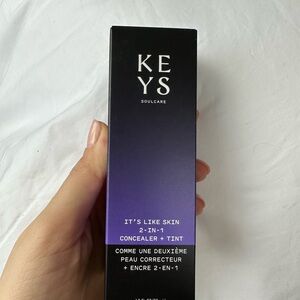 KE
YS
SOULCARE
IT'S LIKE SKIN
2-IN-1
CONCEALER + TINT
COMME UNE DEUXIÈME
PEAU CORRECTEUR
+ ENCRE 2-EN-1